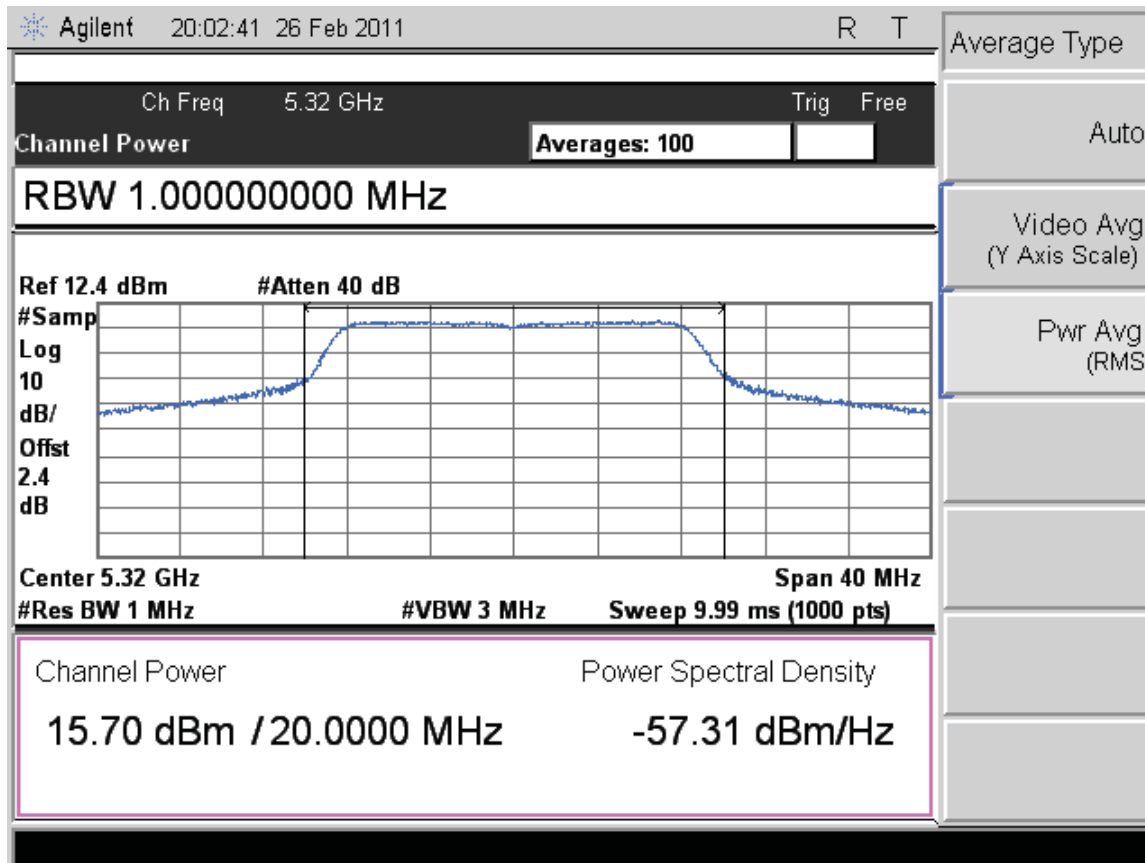 Agilent 20:02:41 26 Feb 2011 R T
Average Type
Ch Freq 5.32 GHz Trig Free
Channel Power Averages: 100
Auto
RBW 1.000000000 MHz
Video Avg
(Y Axis Scale)
Ref 12.4 dBm #Atten 40 dB
#Samp
Log
10
dB/
Offst
2.4
dB
Pwr Avg
(RMS
Center 5.32 GHz Span 40 MHz
#Res BW 1 MHz #VBW 3 MHz Sweep 9.99 ms (1000 pts)
Channel Power Power Spectral Density
15.70 dBm / 20.0000 MHz -57.31 dBm/Hz